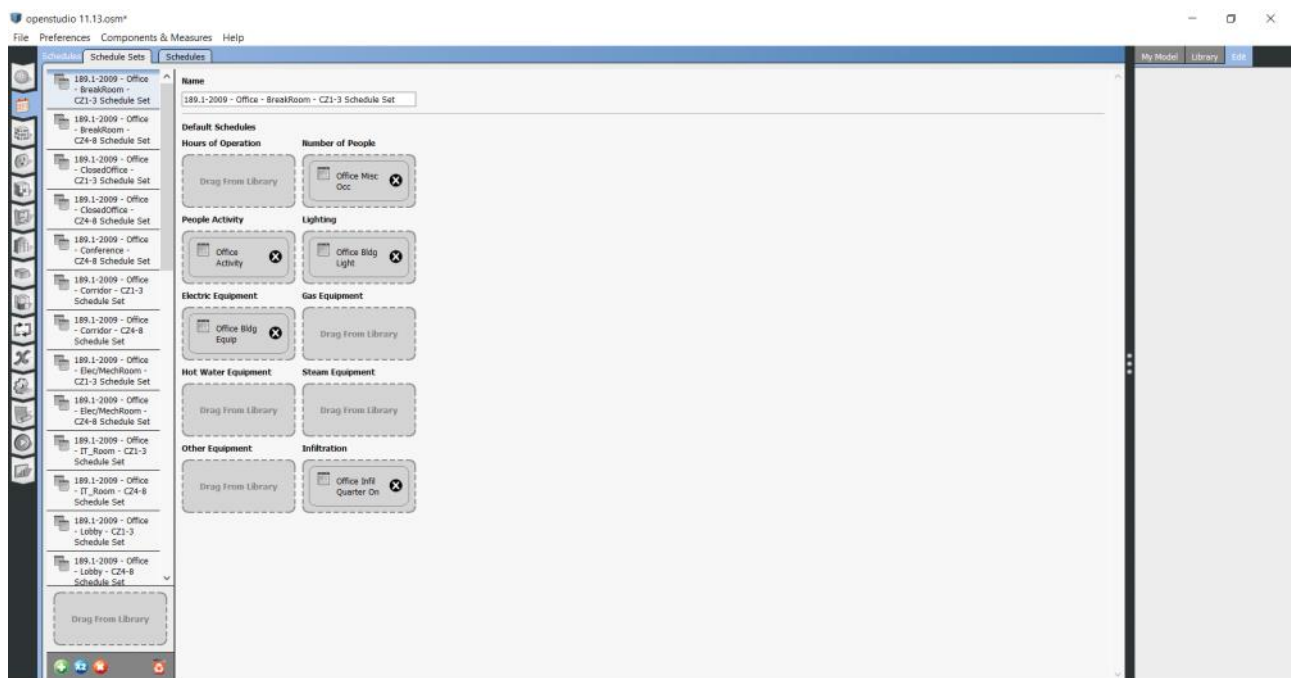 openstudio 11.13.osm*
File Preferences Components & Measures Help
Schedules Schedule Sets Schedules
My Model Library Edit
189.1-2009 - Office
- BreakRoom -
CZ1-3 Schedule Set
189.1-2009 - Office
- BreakRoom -
CZ4-8 Schedule Set
189.1-2009 - Office
- ClosedOffice -
CZ1-3 Schedule Set
189.1-2009 - Office
- ClosedOffice -
CZ4-8 Schedule Set
189.1-2009 - Office
- Conference -
CZ4-8 Schedule Set
189.1-2009 - Office
- Corridor - CZ1-3
Schedule Set
189.1-2009 - Office
- Corridor - CZ4-8
Schedule Set
189.1-2009 - Office
- Elec/MechRoom -
CZ1-3 Schedule Set
189.1-2009 - Office
- Elec/MechRoom -
CZ4-8 Schedule Set
189.1-2009 - Office
- IT_Room - CZ1-3
Schedule Set
189.1-2009 - Office
- IT_Room - CZ4-8
Schedule Set
189.1-2009 - Office
- Lobby - CZ1-3
Schedule Set
189.1-2009 - Office
- Lobby - CZ4-8
Schedule Set
Drag From Library
x2
Name
189.1-2009 - Office - BreakRoom - CZ1-3 Schedule Set
Default Schedules
Hours of Operation Number of People
Drag From Library
Office Misc
Occ
People Activity Lighting
Office
Activity
Office Bldg
Light
Electric Equipment Gas Equipment
Office Bldg
Equip
Drag From Library
Hot Water Equipment Steam Equipment
Drag From Library Drag From Library
Other Equipment Infiltration
Drag From Library
Office Infil
Quarter On